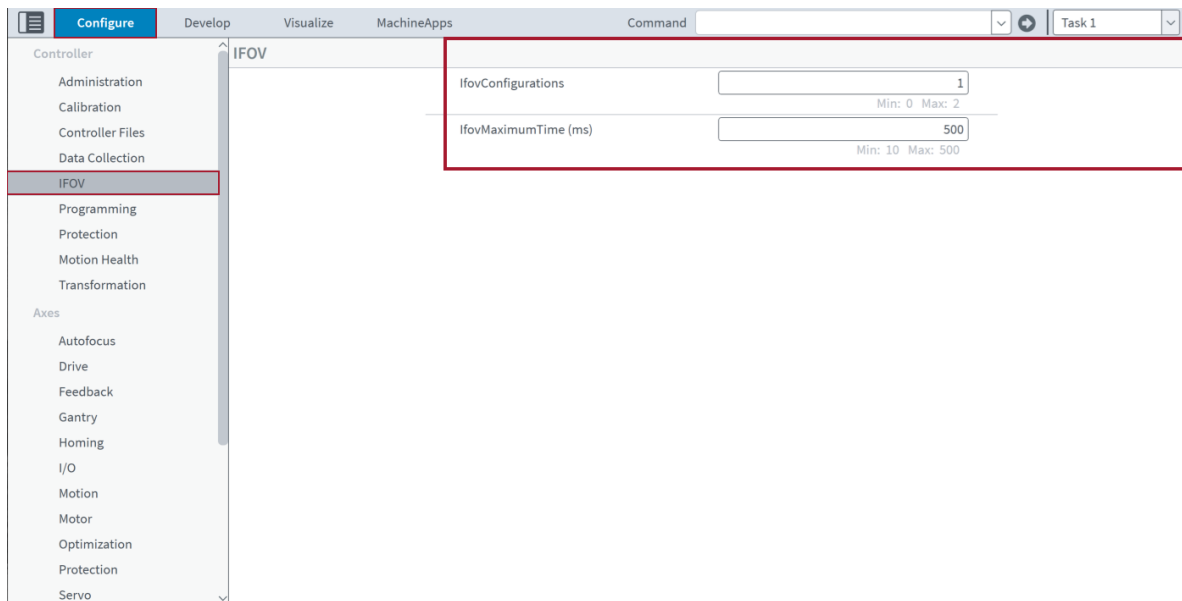 Configure Develop Visualize MachineApps Command Task 1
Controller
Administration
Calibration
Controller Files
Data Collection
IFOV
Programming
Protection
Motion Health
Transformation
Axes
Autofocus
Drive
Feedback
Gantry
Homing
I/O
Motion
Motor
Optimization
Protection
Servo
IFOV
IfovConfigurations 1
Min: 0 Max: 2
IfovMaximumTime (ms) 500
Min: 10 Max: 500